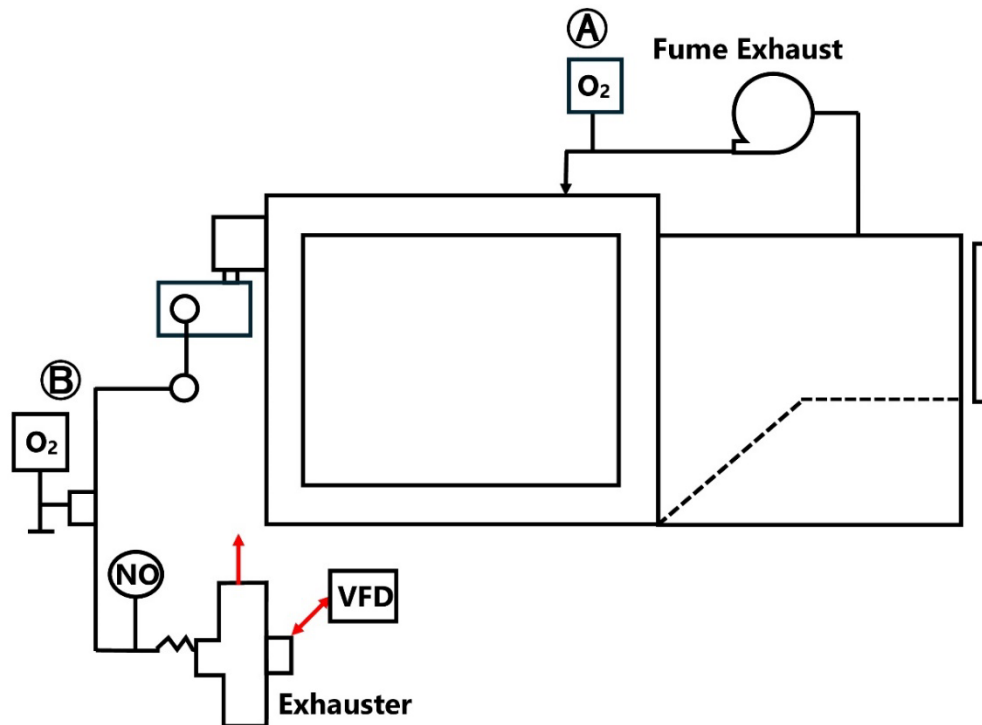 Ⓐ
Fume Exhaust
O₂
Ⓑ
O₂
NO
VFD
Exhauster